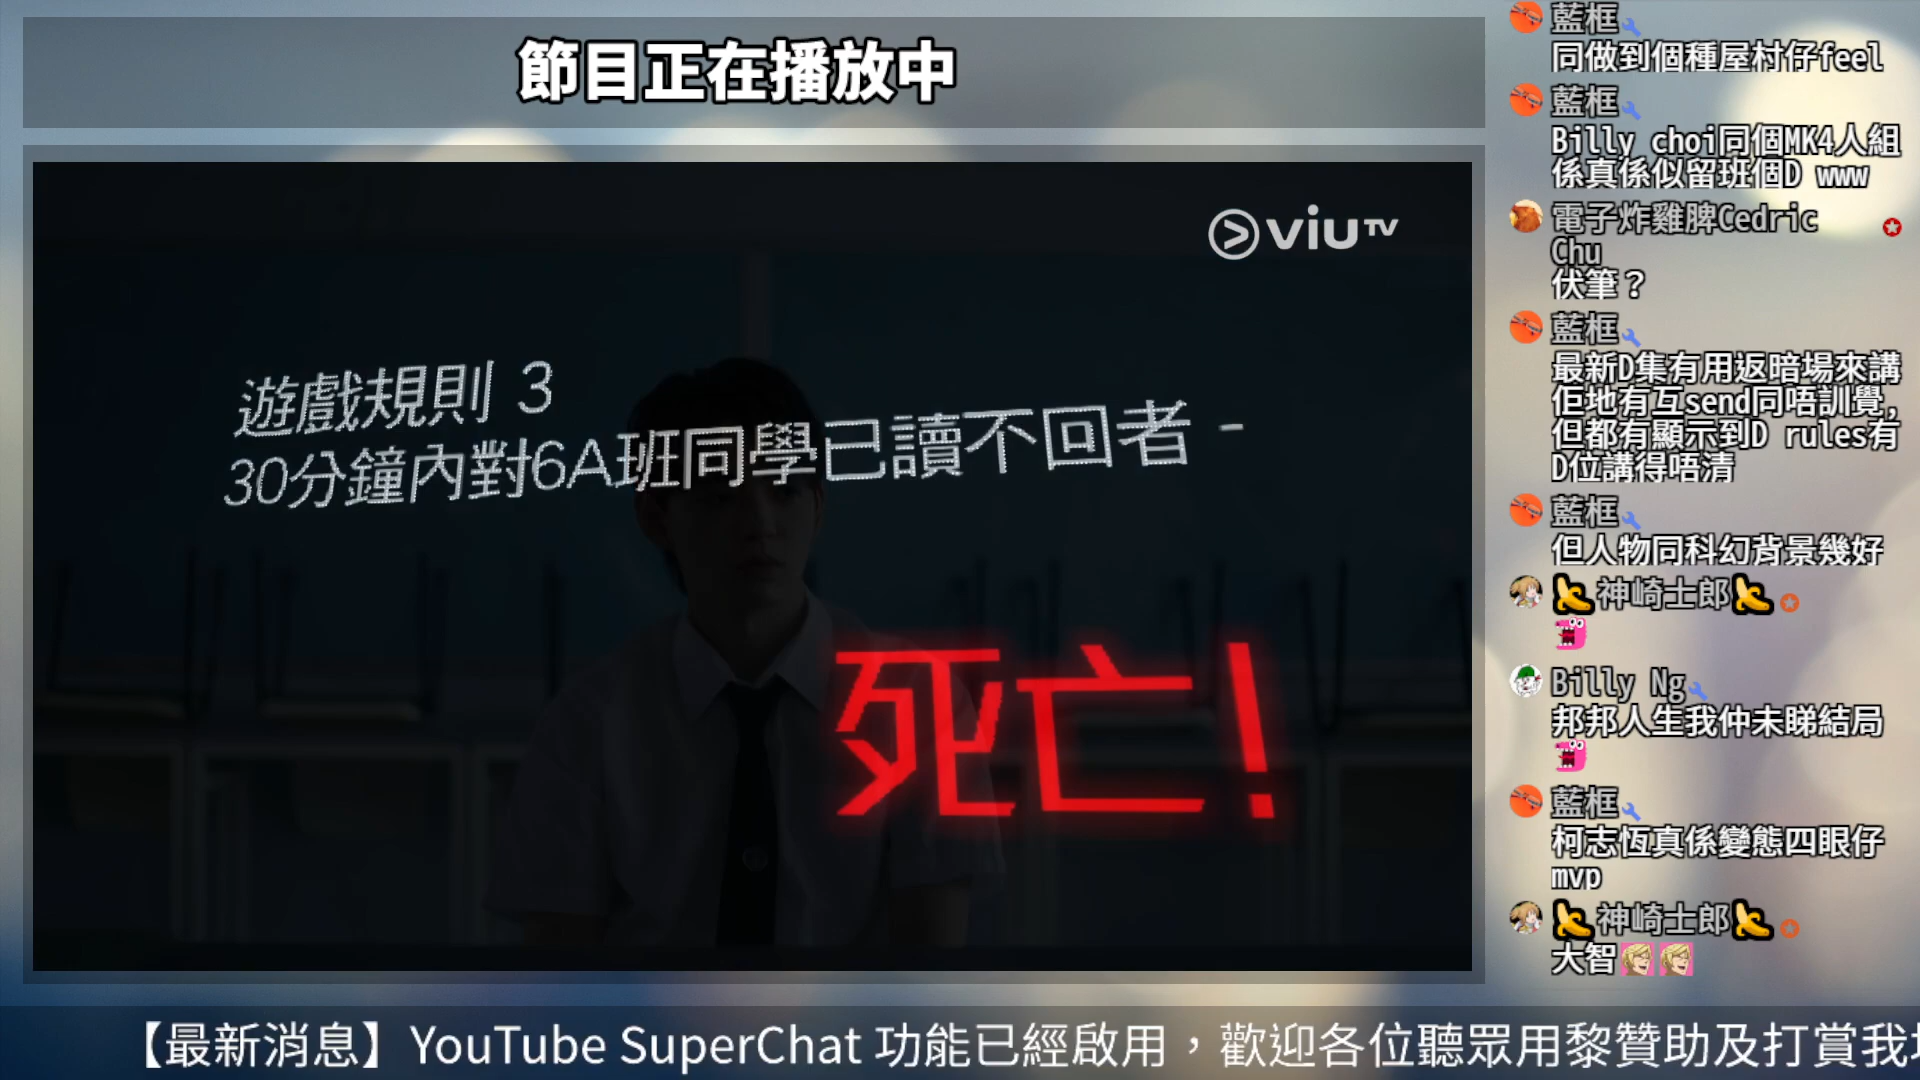 節目正在播放中
viuTV
遊戲規則 3
30分鐘內對6A班同學已讀不回者 -
死亡!
藍框
同做到個種屋村仔feel
藍框
Billy choi同個MK4人組
係真係似留班個D www
電子炸雞脾Cedric
Chu
伏筆？
藍框
最新D集有用返暗場來講
佢地有互send同唔訓覺,
但都有顯示到D rules有
D位講得唔清
藍框
但人物同科幻背景幾好
🍌神崎士郎🍌
Billy Ng
邦邦人生我仲未睇結局
藍框
柯志恆真係變態四眼仔
mvp
🍌神崎士郎🍌
大智
【最新消息】YouTube SuperChat 功能已經啟用，歡迎各位聽眾用黎贊助及打賞我